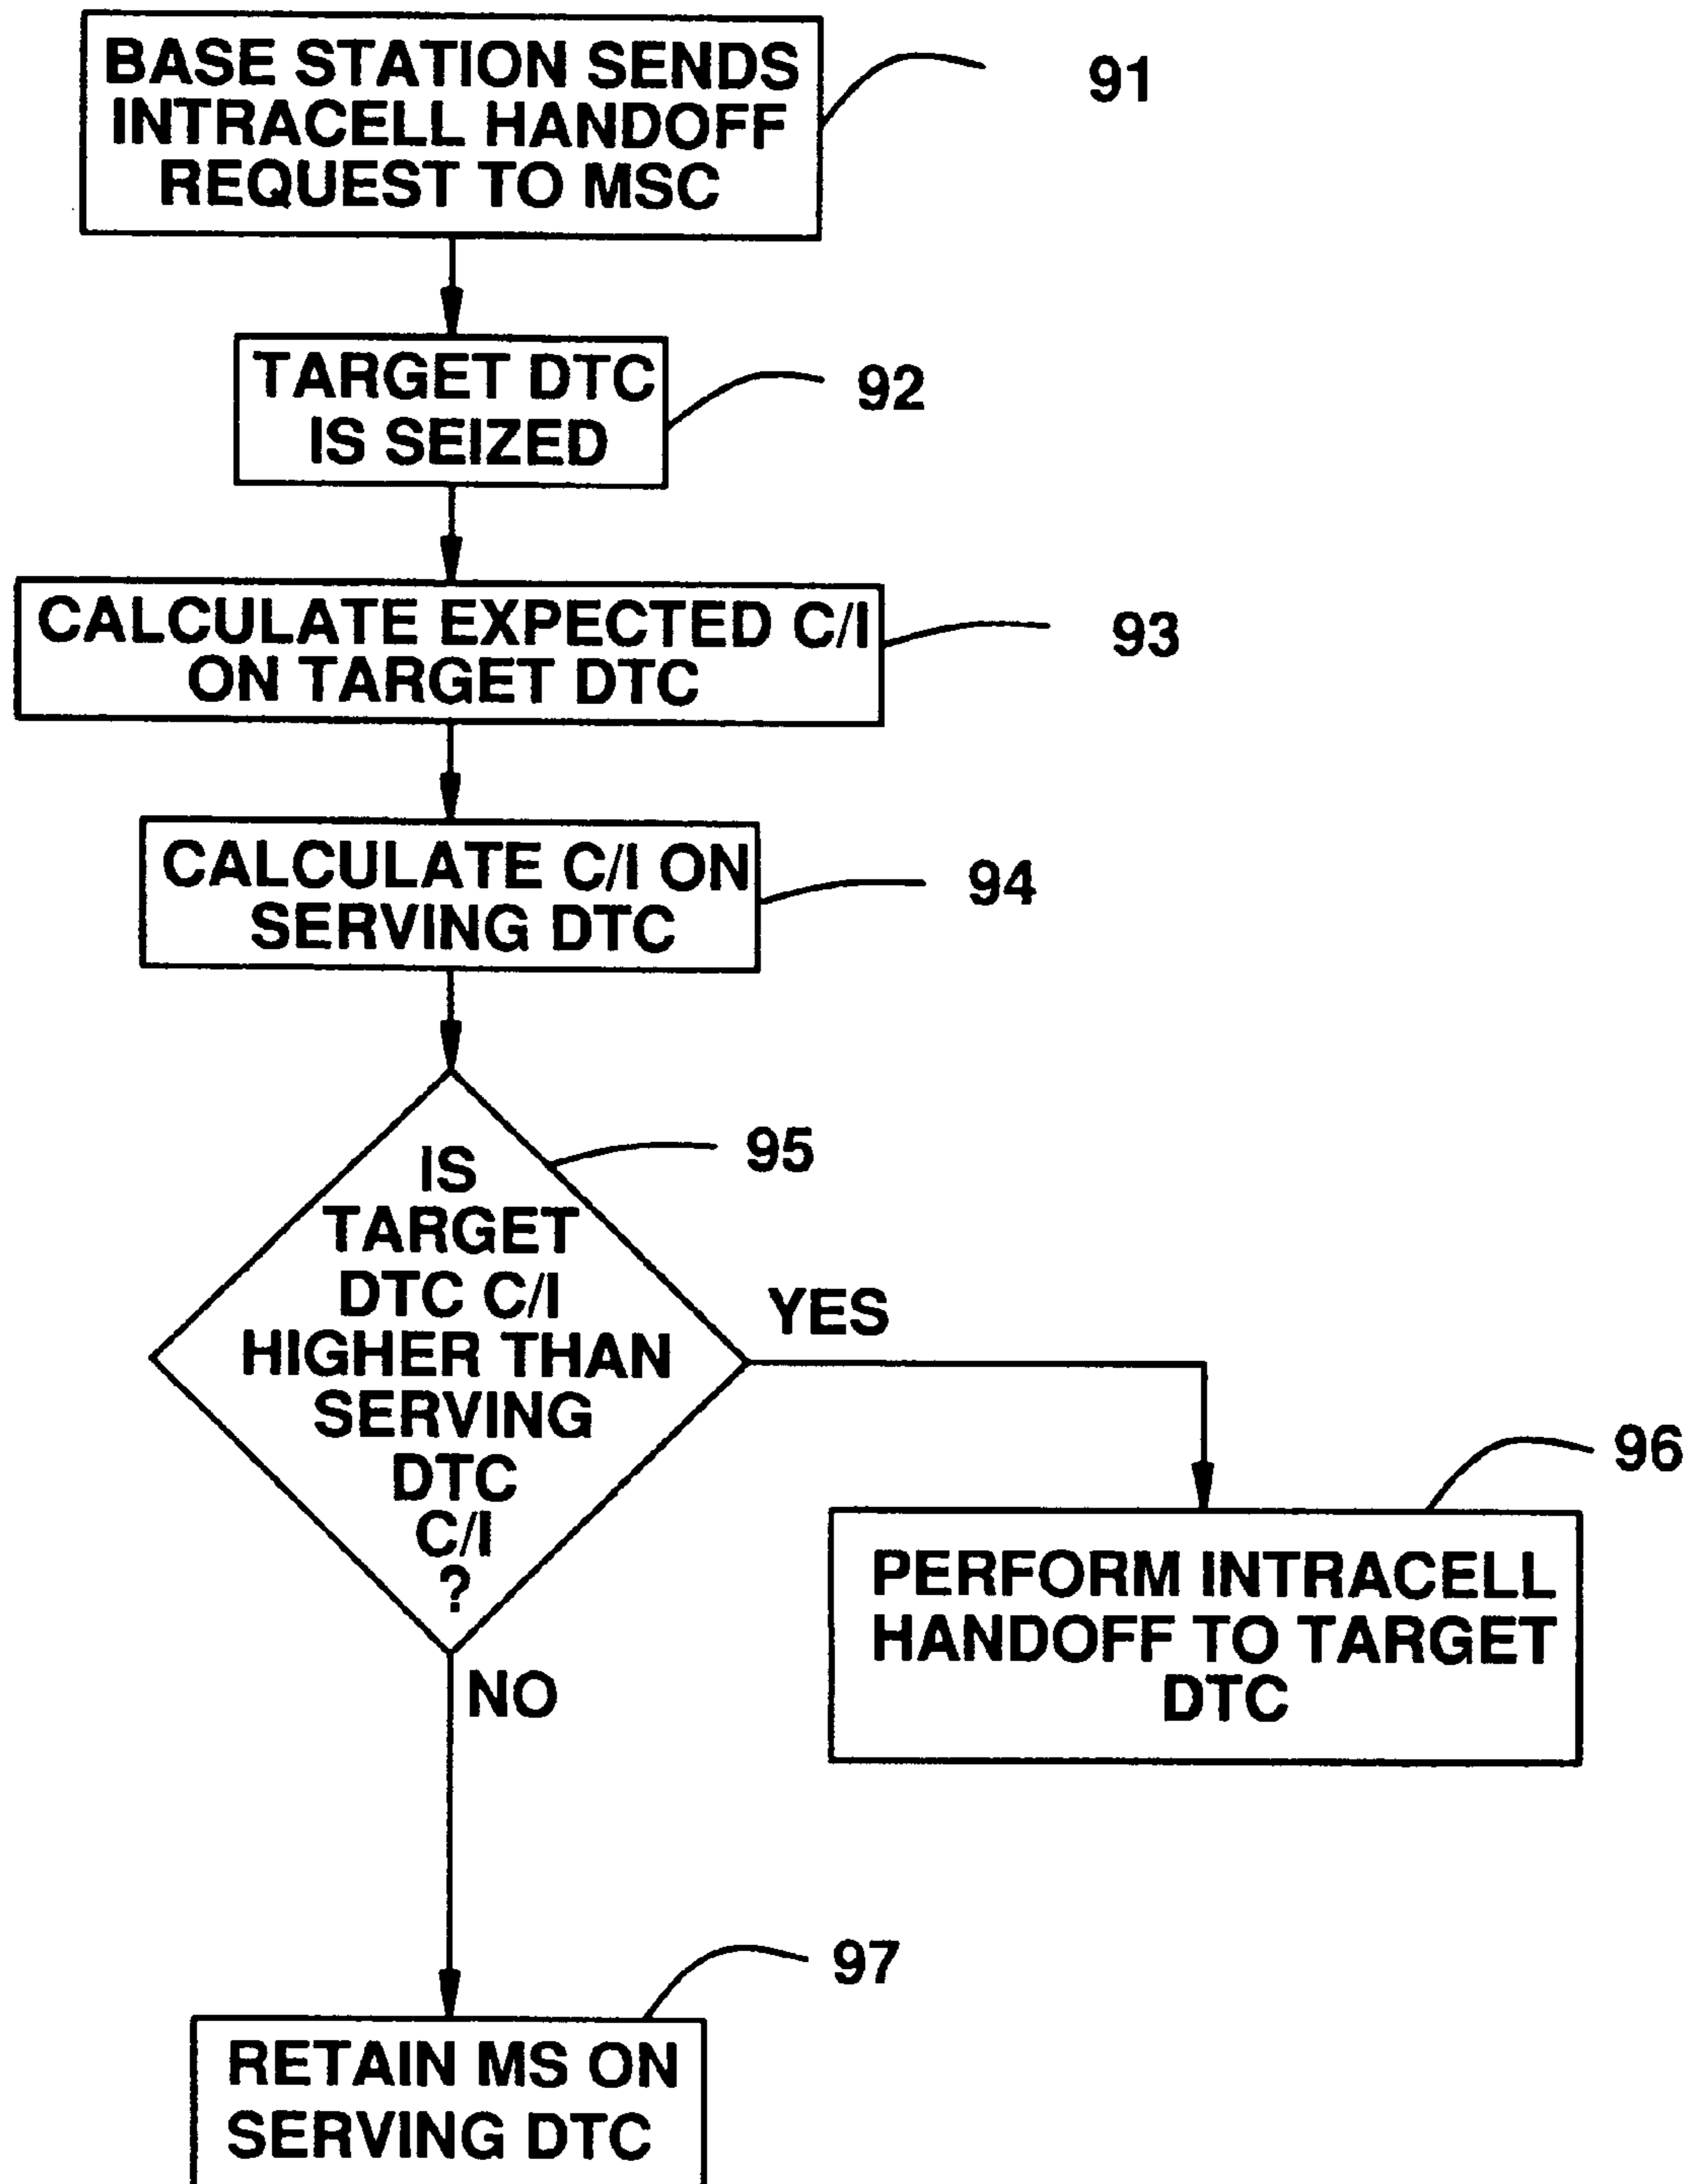 BASE STATION SENDS
INTRACELL HANDOFF
REQUEST TO MSC
91
TARGET DTC
IS SEIZED
92
CALCULATE EXPECTED C/I
ON TARGET DTC
93
CALCULATE C/I ON
SERVING DTC
94
IS
TARGET
DTC C/I
HIGHER THAN
SERVING
DTC
C/I
?
95
YES
96
PERFORM INTRACELL
HANDOFF TO TARGET
DTC
NO
97
RETAIN MS ON
SERVING DTC